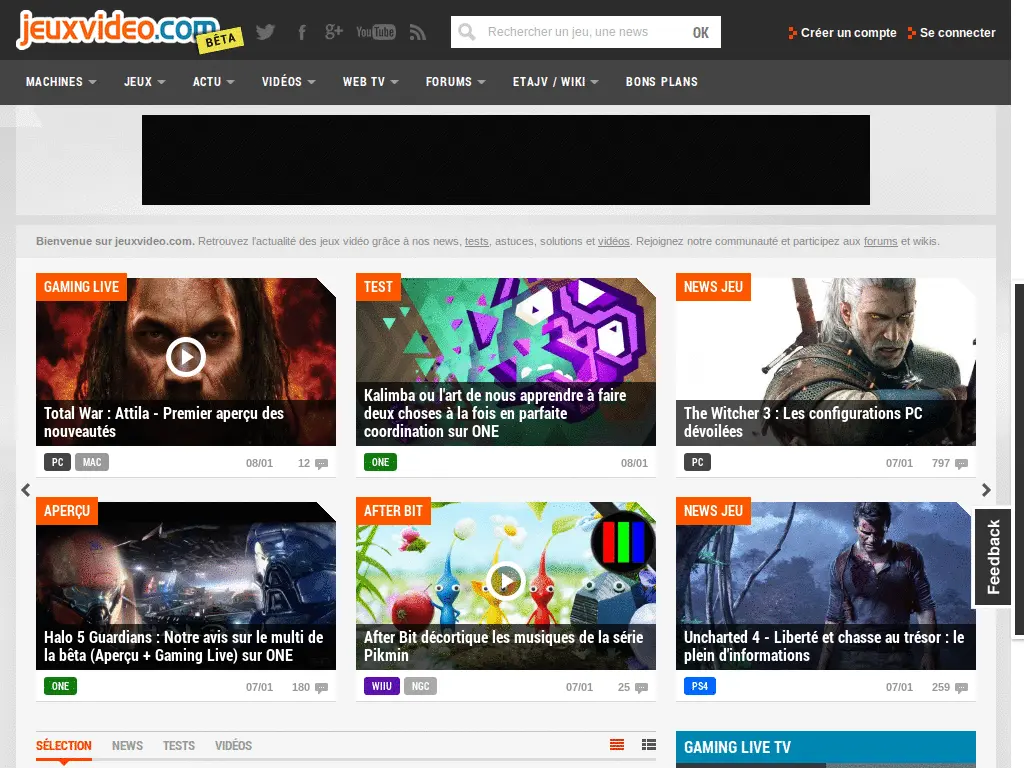 jeuxvideo.com
BÊTA
You Tube
Rechercher un jeu, une news
OK
Créer un compte
Se connecter
MACHINES
JEUX
ACTU
VIDÉOS
WEB TV
FORUMS
ETAJV / WIKI
BONS PLANS
Bienvenue sur jeuxvideo.com. Retrouvez l'actualité des jeux vidéo grâce à nos news, tests, astuces, solutions et vidéos. Rejoignez notre communauté et participez aux forums et wikis.
GAMING LIVE
Total War : Attila - Premier aperçu des
nouveautés
PC
MAC
08/01
12
TEST
Kalimba ou l'art de nous apprendre à faire
deux choses à la fois en parfaite
coordination sur ONE
ONE
08/01
NEWS JEU
The Witcher 3 : Les configurations PC
dévoilées
PC
07/01
797
APERÇU
Halo 5 Guardians : Notre avis sur le multi de
la bêta (Aperçu + Gaming Live) sur ONE
ONE
07/01
180
AFTER BIT
After Bit décortique les musiques de la série
Pikmin
WIIU
NGC
07/01
25
NEWS JEU
Uncharted 4 - Liberté et chasse au trésor : le
plein d'informations
PS4
07/01
259
Feedback
SÉLECTION
NEWS
TESTS
VIDÉOS
GAMING LIVE TV